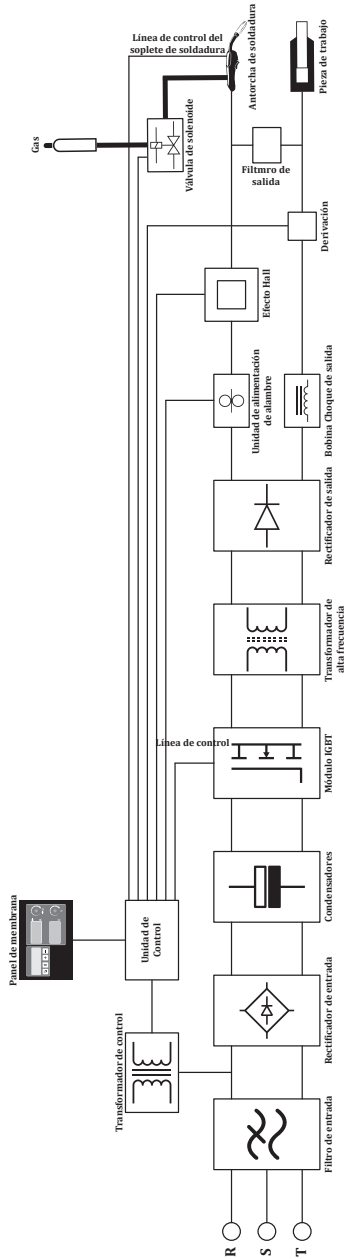 Línea de control del
soplete de soldadura
Gas
Válvula de solenoide
Antorcha de soldadura
Pieza de trabajo
Filtmro de
salida
Derivación
Efecto Hall
Unidad de alimentación
de alambre
Bobina Choque de salida
Rectificador de salida
Transformador de
alta frecuencia
Línea de control
Módulo IGBT
Condensadores
Panel de membrana
Unidad de
Control
Transformador de control
Rectificador de entrada
Filtro de entrada
R
S
T